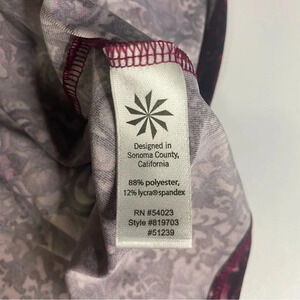 Designed in
Sonoma County,
California
88% polyester,
12% lycra®spandex
RN #54023
Style #819703
#51239